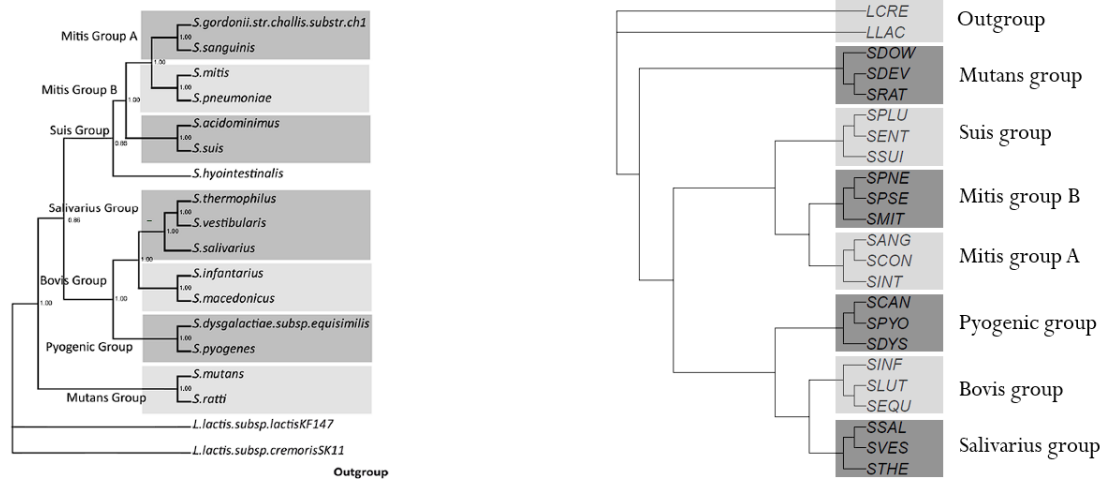 S.gordonii.str.challis.substr.ch1
Mitis Group A
1.00
S.sanguinis
1.00
S.mitis
Mitis Group B
1.00
1.00
S.pneumoniae
S.acidominimus
Suis Group
1.00
0.88
S.suis
S.hyointestinalis
S.thermophilus
Salivarius Group
1.00
0.86
–
S.vestibularis
1.00
S.salivarius
1.00
S.infantarius
Bovis Group
1.00
1.00
1.00
S.macedonicus
S.dysgalactiae.subsp.equisimilis
1.00
Pyogenic Group
S.pyogenes
S.mutans
1.00
Mutans Group
S.ratti
L.lactis.subsp.lactisKF147
L.lactis.subsp.cremorisSK11
Outgroup
LCRE
Outgroup
LLAC
SDOW
SDEV
Mutans group
SRAT
SPLU
SENT
Suis group
SSUI
SPNE
SPSE
Mitis group B
SMIT
SANG
SCON
Mitis group A
SINT
SCAN
SPYO
Pyogenic group
SDYS
SINF
SLUT
Bovis group
SEQU
SSAL
SVES
Salivarius group
STHE